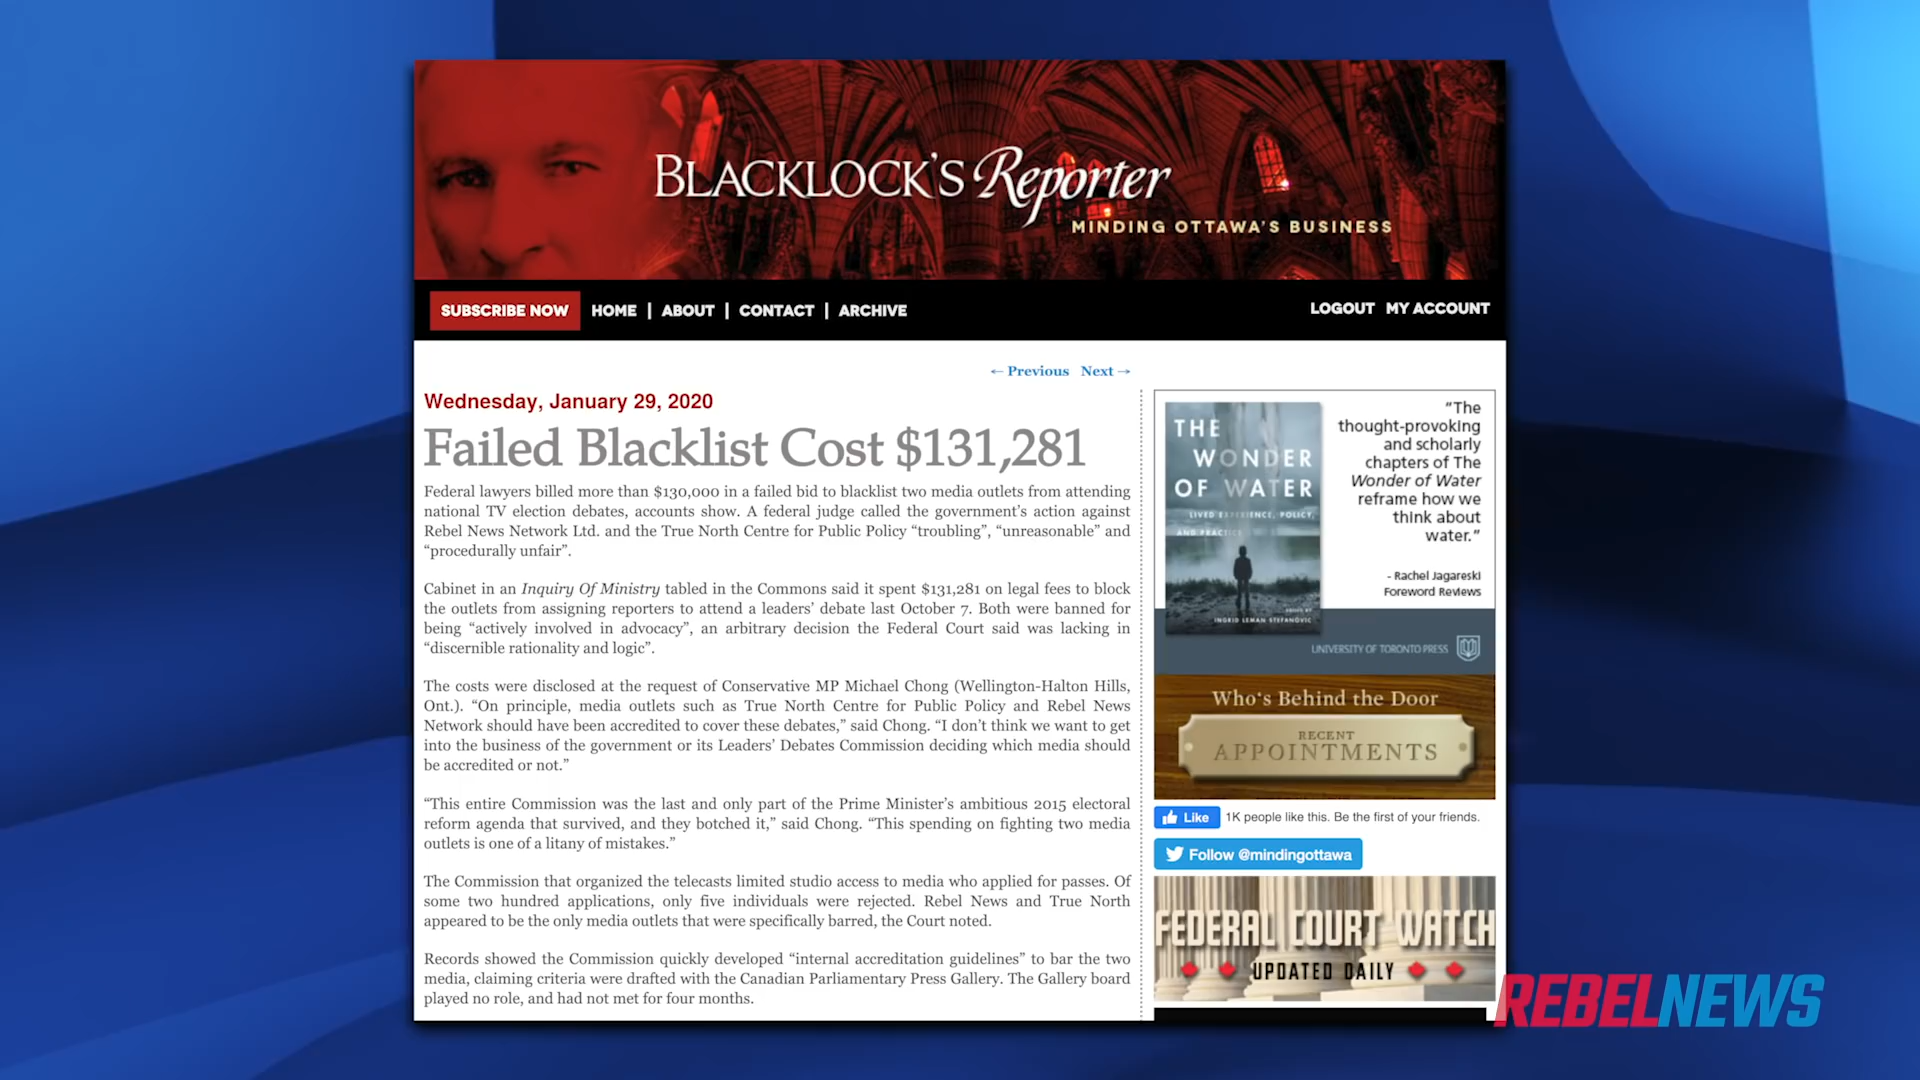 BLACKLOCK'S Reporter
MINDING OTTAWA'S BUSINESS
SUBSCRIBE NOW HOME | ABOUT | CONTACT | ARCHIVE
LOGOUT MY ACCOUNT
← Previous Next →
Wednesday, January 29, 2020
Failed Blacklist Cost $131,281
Federal lawyers billed more than $130,000 in a failed bid to blacklist two media outlets from attending
national TV election debates, accounts show. A federal judge called the government's action against
Rebel News Network Ltd. and the True North Centre for Public Policy “troubling”, “unreasonable” and
“procedurally unfair”.
Cabinet in an Inquiry Of Ministry tabled in the Commons said it spent $131,281 on legal fees to block
the outlets from assigning reporters to attend a leaders' debate last October 7. Both were banned for
being “actively involved in advocacy”, an arbitrary decision the Federal Court said was lacking in
“discernible rationality and logic”.
The costs were disclosed at the request of Conservative MP Michael Chong (Wellington-Halton Hills,
Ont.). “On principle, media outlets such as True North Centre for Public Policy and Rebel News
Network should have been accredited to cover these debates,” said Chong. “I don't think we want to get
into the business of the government or its Leaders' Debates Commission deciding which media should
be accredited or not.”
“This entire Commission was the last and only part of the Prime Minister's ambitious 2015 electoral
reform agenda that survived, and they botched it,” said Chong. “This spending on fighting two media
outlets is one of a litany of mistakes.”
The Commission that organized the telecasts limited studio access to media who applied for passes. Of
some two hundred applications, only five individuals were rejected. Rebel News and True North
appeared to be the only media outlets that were specifically barred, the Court noted.
Records showed the Commission quickly developed “internal accreditation guidelines” to bar the two
media, claiming criteria were drafted with the Canadian Parliamentary Press Gallery. The Gallery board
played no role, and had not met for four months.
THE
WONDER
OF WATER
LIVED EXPERIENCE, POLICY,
AND PRACTICE
EDITED BY
INGRID LEMAN STEFANOVIC
“The
thought-provoking
and scholarly
chapters of The
Wonder of Water
reframe how we
think about
water.”
- Rachel Jagareski
Foreword Reviews
UNIVERSITY OF TORONTO PRESS
Who's Behind the Door
RECENT
APPOINTMENTS
Like 1K people like this. Be the first of your friends.
Follow @mindingottawa
FEDERAL COURT WATCH
UPDATED DAILY
REBELNEWS